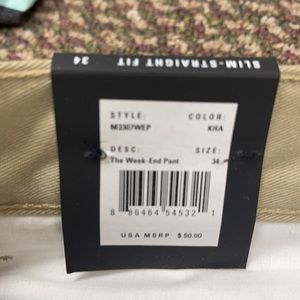 34 SLIM-STRAIGHT FIT
STYLE: COLOR:
M3307WEP KHA
DESC: SIZE:
The Week-End Pant 34
8 86464 54532 1
USA MSRP $50.00